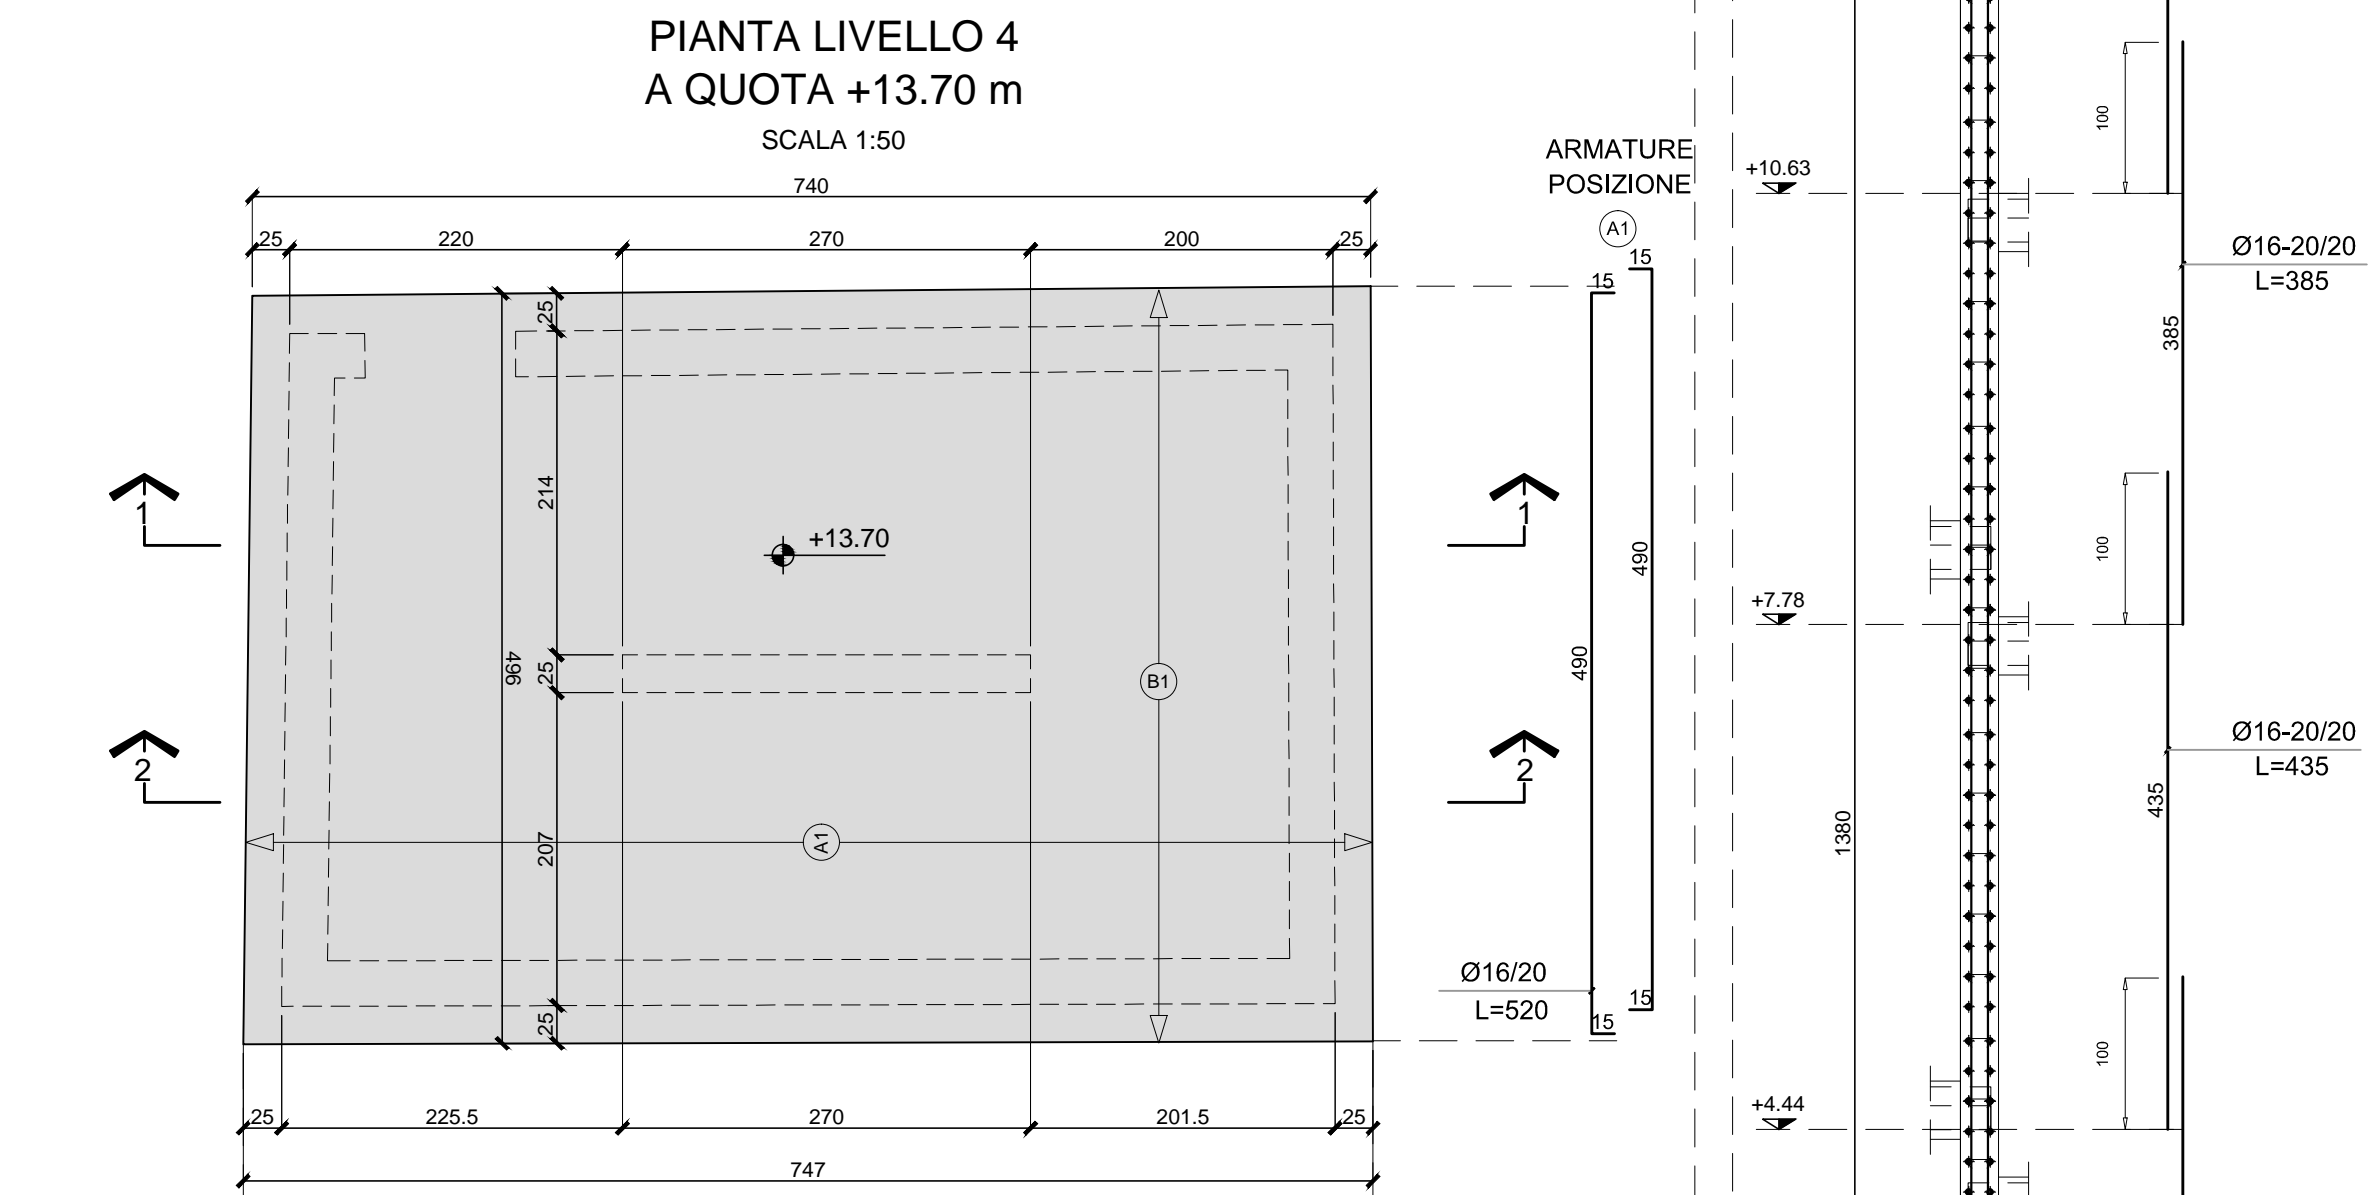 PIANTA LIVELLO 4
A QUOTA +13.70 m
SCALA 1:50
740
25
220
270
200
25
25
214
496
25
207
25
+13.70
B1
A1
1
1
2
2
25
225.5
270
201.5
25
747
ARMATURE
POSIZIONE
A1
15
15
490
490
15
15
Ø16/20
L=520
+10.63
+7.78
+4.44
1380
100
100
100
385
435
Ø16-20/20
L=385
Ø16-20/20
L=435